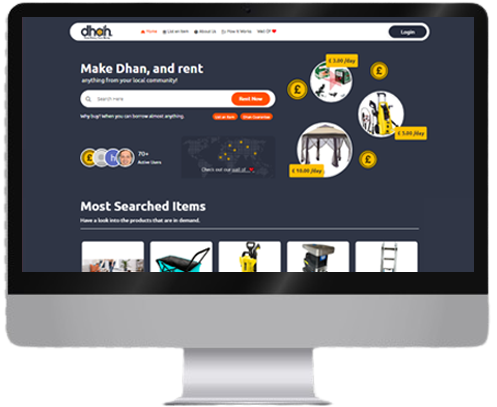 dhan
Home List an Item About Us How It Works Wall Of
Login
Make Dhan, and rent
anything from your local community!
Search Here
Rent Now
Why buy? When you can borrow almost anything.
List an Item
£ 3.00 /day
£
£
£ 5.00 /day
£ 10.00 /day
£
£
h
70+
Active Users
Check out our wall of
Most Searched Items
Have a look into the products that are in demand.